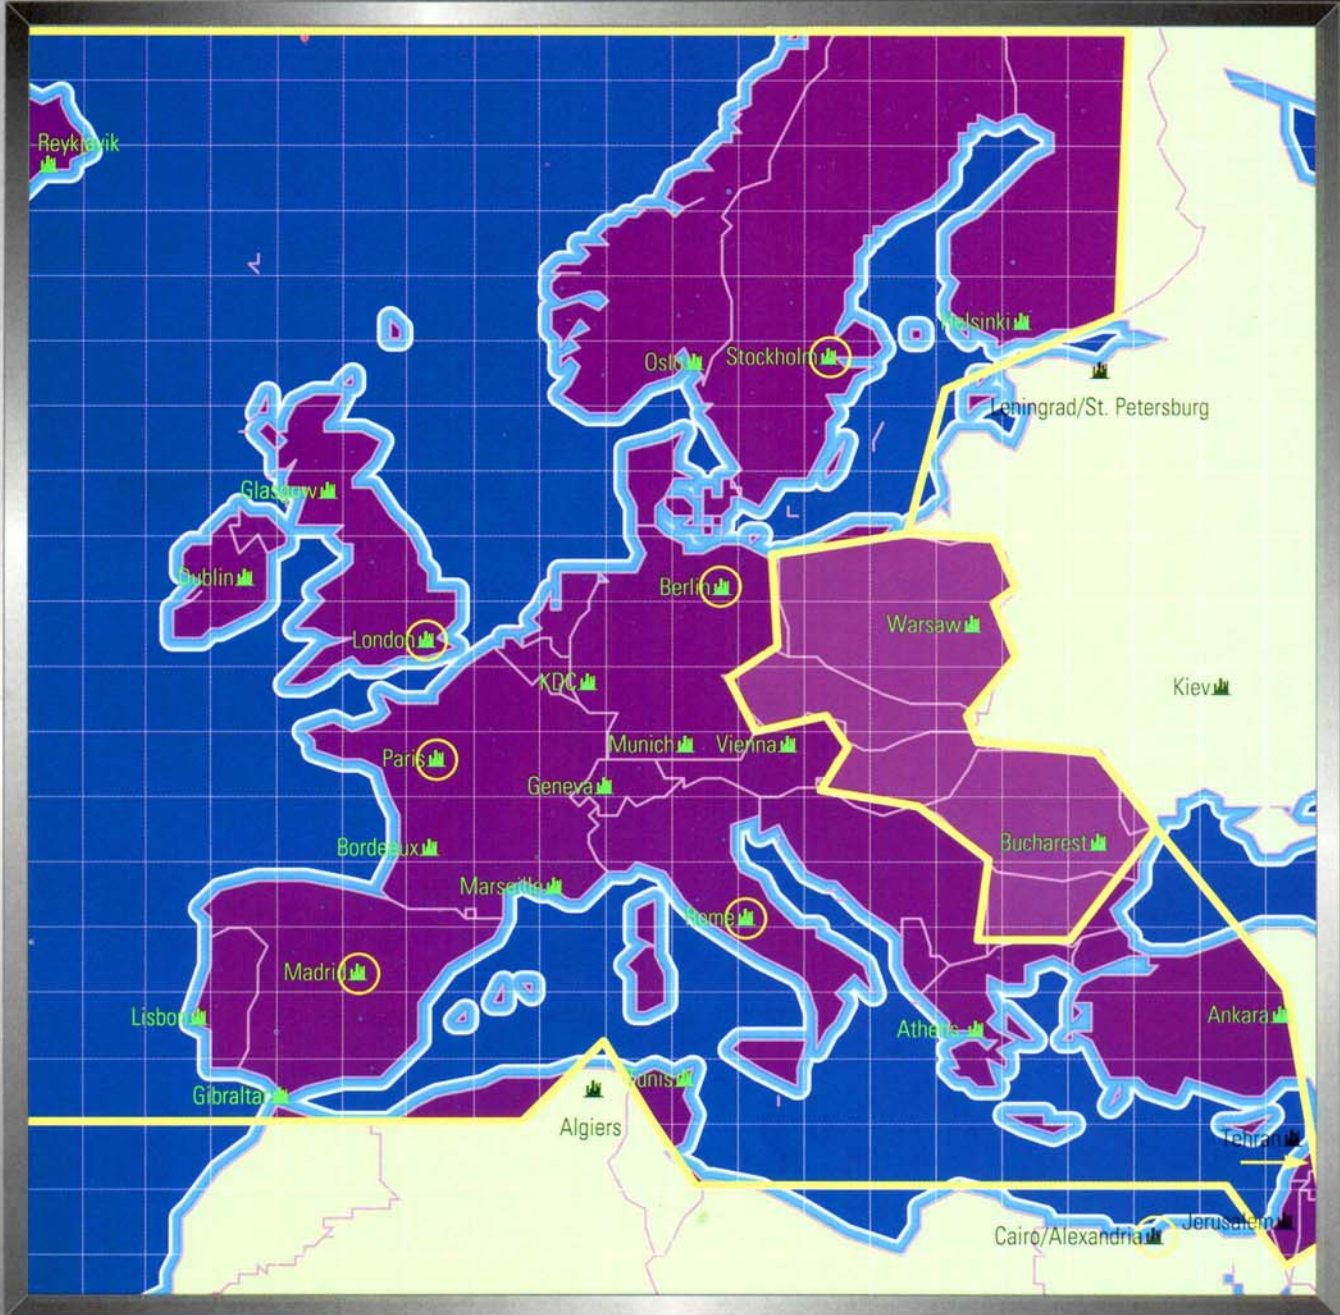 Reykjavik
Helsinki
Oslo
Stockholm
Leningrad/St. Petersburg
Glasgow
Dublin
Berlin
Warsaw
London
KDC
Kiev
Munich
Vienna
Paris
Geneva
Bordeaux
Bucharest
Marseille
Rome
Madrid
Lisbon
Ankara
Athens
Tunis
Gibraltar
Algiers
Tehran
Jerusalem
Cairo/Alexandria